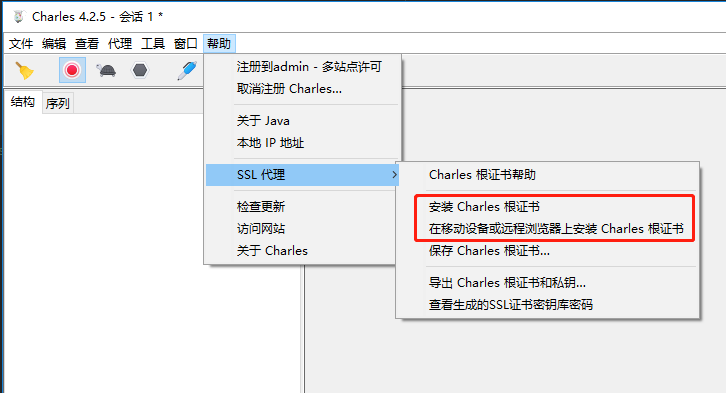 Charles 4.2.5 - 会话 1 *
文件 编辑 查看 代理 工具 窗口 帮助
结构 序列
注册到admin - 多站点许可
取消注册 Charles...
关于 Java
本地 IP 地址
SSL 代理
检查更新
访问网站
关于 Charles
Charles 根证书帮助
安装 Charles 根证书
在移动设备或远程浏览器上安装 Charles 根证书
保存 Charles 根证书...
导出 Charles 根证书和私钥...
查看生成的SSL证书密钥库密码